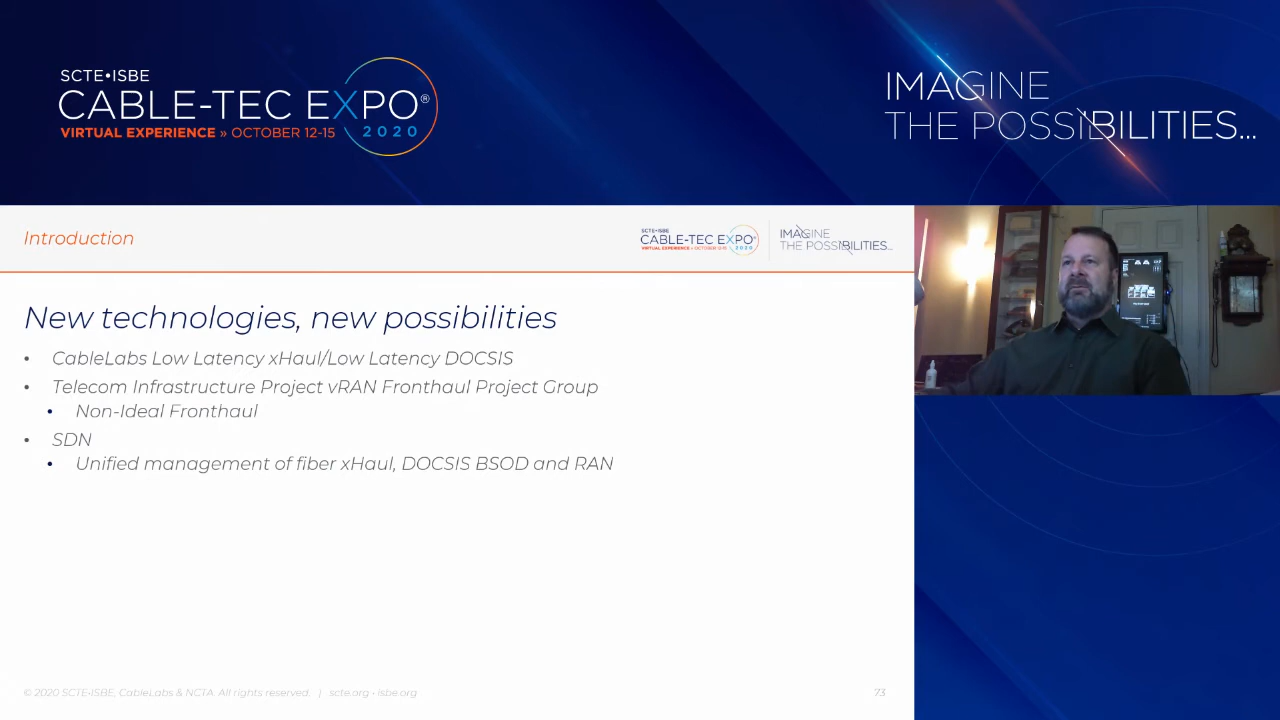 SCTE•ISBE
CABLE-TEC EXPO®
VIRTUAL EXPERIENCE » OCTOBER 12-15 2020
IMAGINE
THE POSSIBILITIES...
Introduction
SCTE•ISBE
CABLE-TEC EXPO®
VIRTUAL EXPERIENCE » OCTOBER 12-15 2020
IMAGINE
THE POSSIBILITIES...
New technologies, new possibilities
• CableLabs Low Latency xHaul/Low Latency DOCSIS
• Telecom Infrastructure Project vRAN Fronthaul Project Group
• Non-Ideal Fronthaul
• SDN
• Unified management of fiber xHaul, DOCSIS BSOD and RAN
© 2020 SCTE•ISBE, CableLabs & NCTA. All rights reserved. | scte.org • isbe.org
73